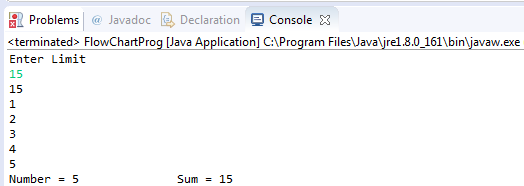 Problems @ Javadoc Declaration Console
<terminated> FlowChartProg [Java Application] C:\Program Files\Java\jre1.8.0_161\bin\javaw.exe
Enter Limit
15
15
1
2
3
4
5
Number = 5 Sum = 15